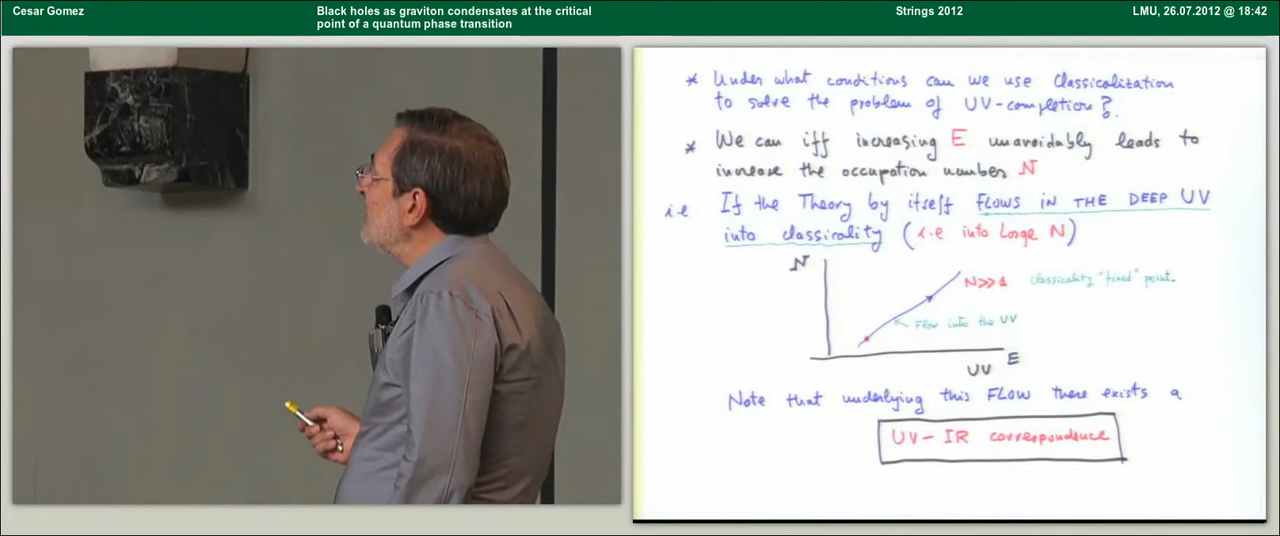 Cesar Gomez
Black holes as graviton condensates at the critical
point of a quantum phase transition
Strings 2012
LMU, 26.07.2012 @ 18:42
* Under what conditions can we use Classicalization
to solve the problem of UV-completion?
* We can iff increasing E unavoidably leads to
increase the occupation number N
i.e If the Theory by itself FLOWS IN THE DEEP UV
into classicality (i.e into Large N)
N
N>>1 Classicality "fixed" point.
Flow into the UV
UV E
Note that underlying this FLOW there exists a
UV-IR correspondence